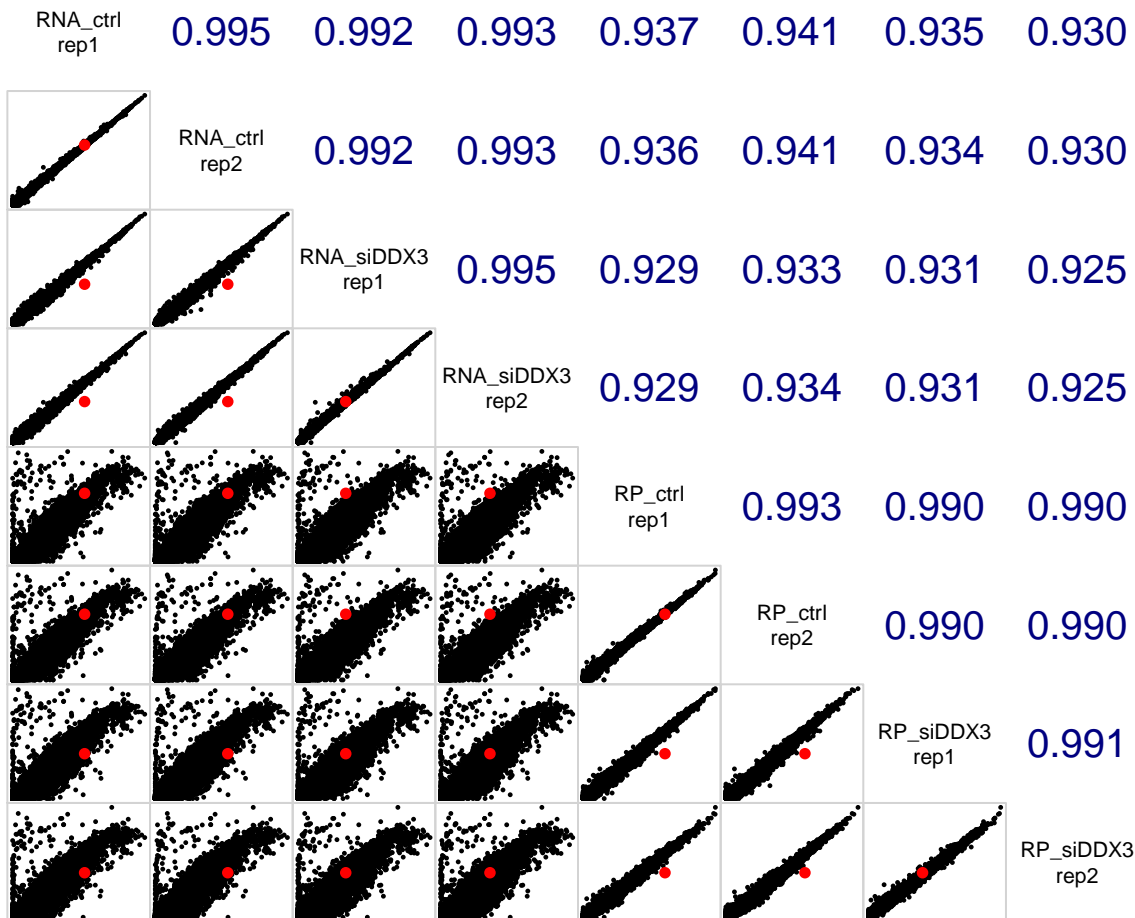 RNA_ctrl
rep1
0.995 0.992 0.993 0.937 0.941 0.935 0.930
RNA_ctrl
rep2
0.992 0.993 0.936 0.941 0.934 0.930
RNA_siDDX3
rep1
0.995 0.929 0.933 0.931 0.925
RNA_siDDX3
rep2
0.929 0.934 0.931 0.925
RP_ctrl
rep1
0.993 0.990 0.990
RP_ctrl
rep2
0.990 0.990
RP_siDDX3
rep1
0.991
RP_siDDX3
rep2